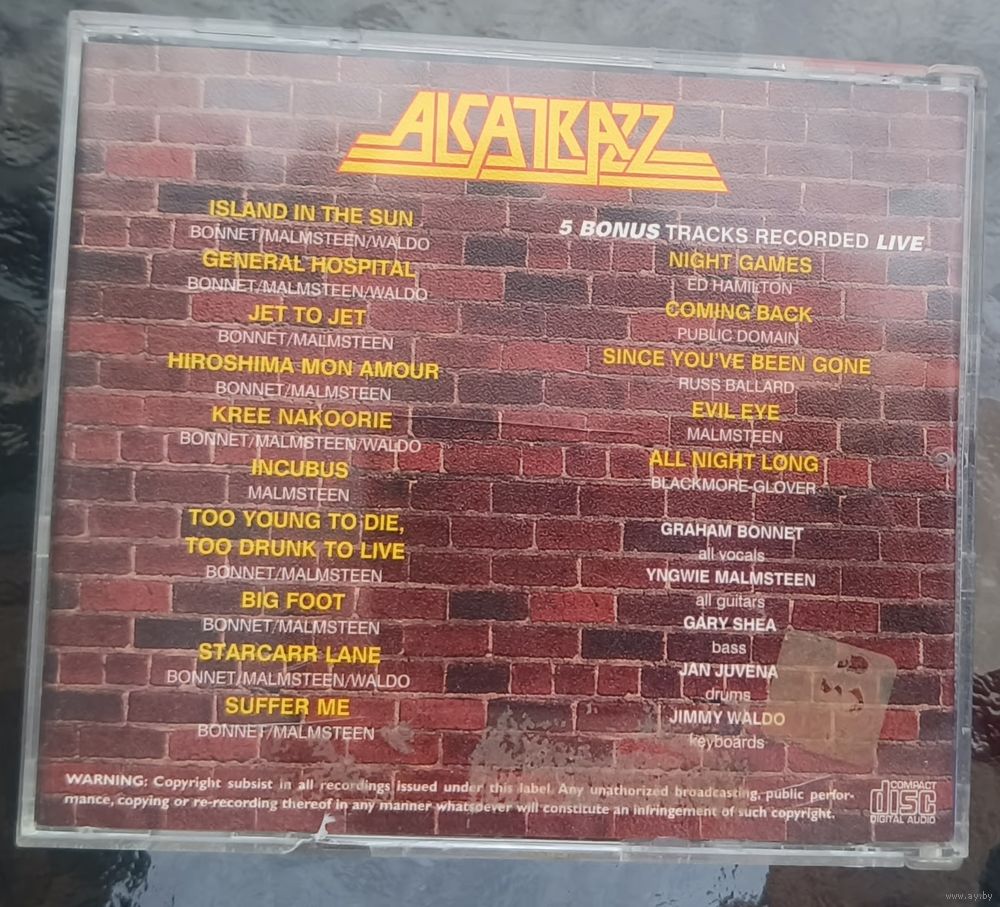 ALCATRAZZ
ISLAND IN THE SUN
BONNET/MALMSTEEN/WALDO
GENERAL HOSPITAL
BONNET/MALMSTEEN/WALDO
JET TO JET
BONNET/MALMSTEEN
HIROSHIMA MON AMOUR
BONNET/MALMSTEEN
KREE NAKOORIE
BONNET/MALMSTEEN/WALDO
INCUBUS
MALMSTEEN
TOO YOUNG TO DIE,
TOO DRUNK TO LIVE
BONNET/MALMSTEEN
BIG FOOT
BONNET/MALMSTEEN
STARCARR LANE
BONNET/MALMSTEEN/WALDO
SUFFER ME
BONNET/MALMSTEEN
5 BONUS TRACKS RECORDED LIVE
NIGHT GAMES
ED HAMILTON
COMING BACK
PUBLIC DOMAIN
SINCE YOU'VE BEEN GONE
RUSS BALLARD
EVIL EYE
MALMSTEEN
ALL NIGHT LONG
BLACKMORE-GLOVER
GRAHAM BONNET
all vocals
YNGWIE MALMSTEEN
all guitars
GARY SHEA
bass
JAN JUVENA
drums
JIMMY WALDO
keyboards
WARNING: Copyright subsist in all recordings issued under this label. Any unathorized broadcasting, public perfor-
mance, copying or re-recording thereof in any manner whatsoever will constitute an infringement of such copyright.
COMPACT
disc
DIGITAL AUDIO
www.ay.by